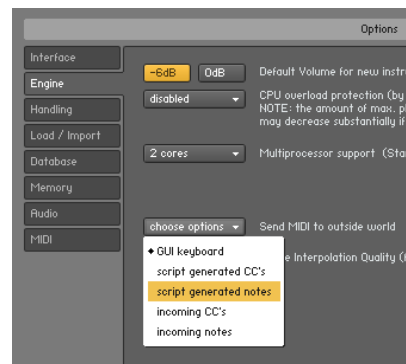 Options
Interface
Engine
Handling
Load / Import
Database
Memory
Audio
MIDI
-6dB 0dB Default Volume for new
disabled CPU overload protection (by
NOTE: the amount of max.
may decrease substantially if
2 cores Multiprocessor support
choose options Send MIDI to outside world
GUI keyboard
script generated CC's
script generated notes
incoming CC's
incoming notes
Interpolation Quality